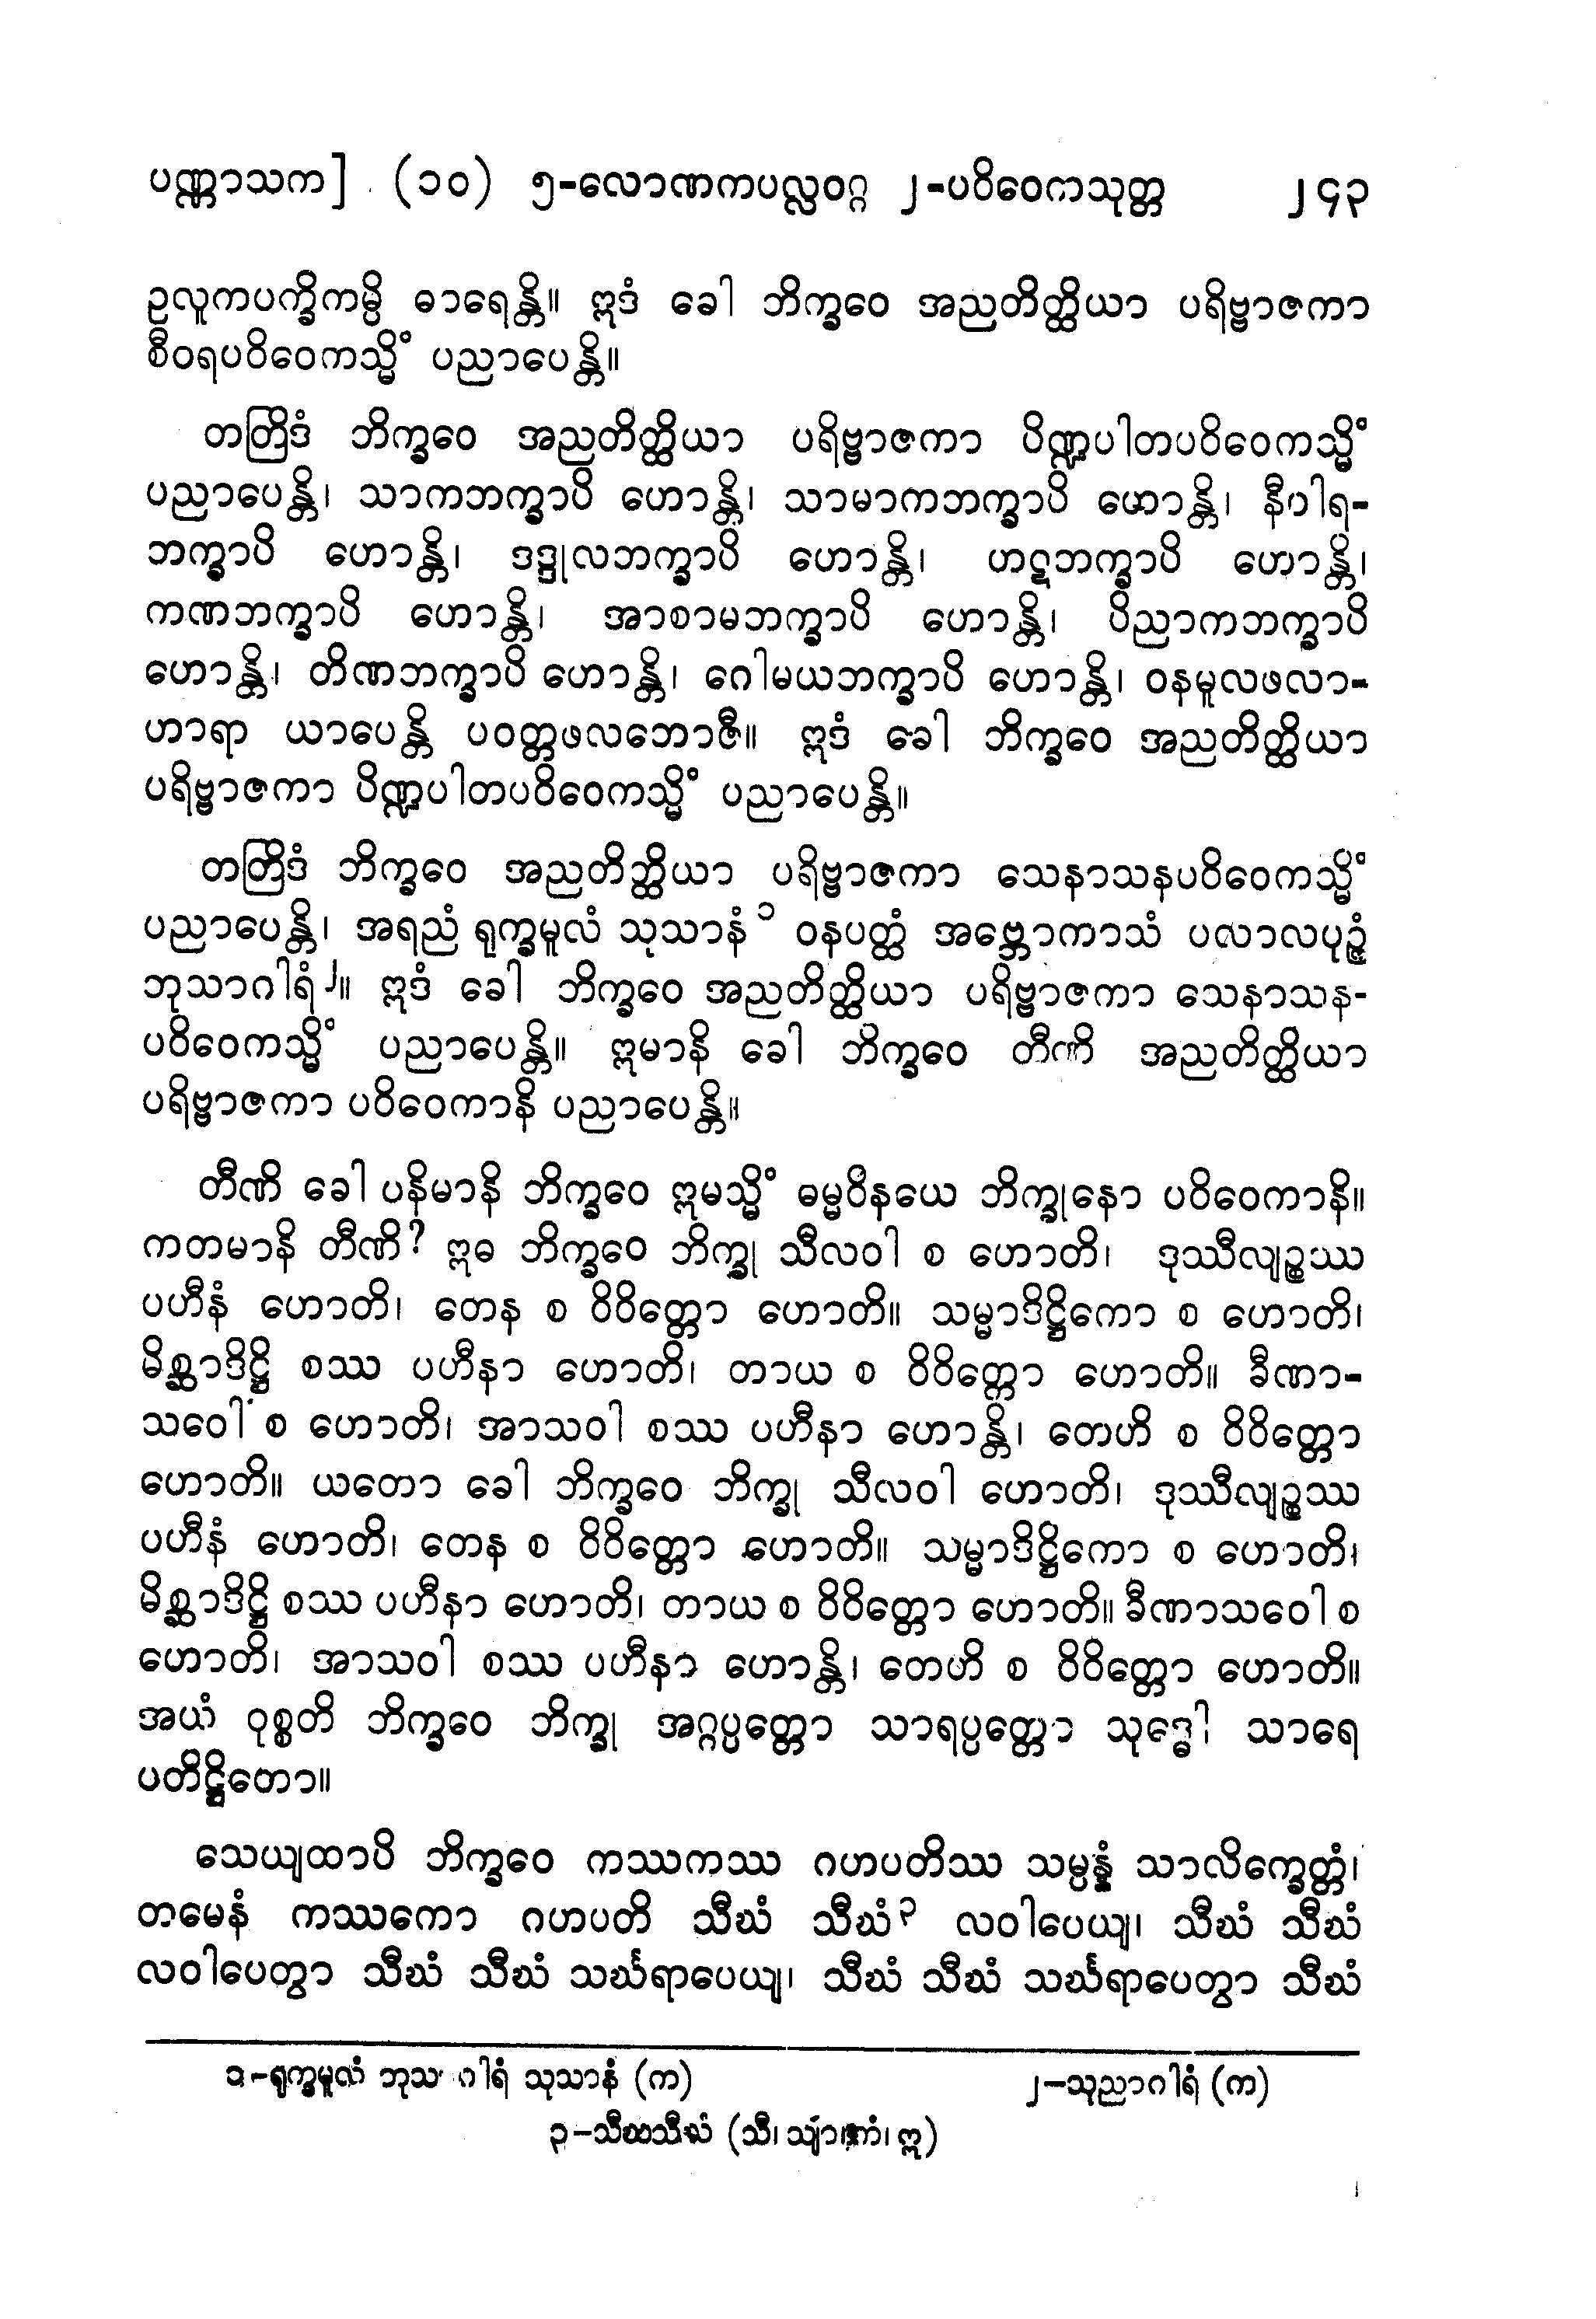 ပဏ္ဏာသက] (၁၀) ၅-လောဏကပလ္လဝဂ္ဂ ၂-ပဝိဝေကသုတ္တ ၂၄၃
ဥလူကပက္ခိကမ္ပိ ဓာရေန္တိ။ ဣဒံ ခေါ ဘိက္ခဝေ အညတိတ္ထိယာ ပရိဗ္ဗာဇကာ
စီဝရပဝိဝေကသ္မိံ ပညာပေန္တိ။
တတြိဒံ ဘိက္ခဝေ အညတိတ္ထိယာ ပရိဗ္ဗာဇကာ ပိဏ္ဍပါတပဝိဝေကသ္မိံ
ပညာပေန္တိ၊ သာကဘက္ခာပိ ဟောန္တိ၊ သာမာကဘက္ခာပိ ဟောန္တိ၊ နီဝါရ-
ဘက္ခာပိ ဟောန္တိ၊ ဒဒ္ဒုလဘက္ခာပိ ဟောန္တိ၊ ဟဋဘက္ခာပိ ဟောန္တိ၊
ကဏဘက္ခာပိ ဟောန္တိ၊ အာစာမဘက္ခာပိ ဟောန္တိ၊ ပိညာကဘက္ခာပိ
ဟောန္တိ၊ တိဏဘက္ခာပိ ဟောန္တိ၊ ဂေါမယဘက္ခာပိ ဟောန္တိ၊ ဝနမူလဖလာ-
ဟာရာ ယာပေန္တိ ပဝတ္တဖလဘောဇီ။ ဣဒံ ခေါ ဘိက္ခဝေ အညတိတ္ထိယာ
ပရိဗ္ဗာဇကာ ပိဏ္ဍပါတပဝိဝေကသ္မိံ ပညာပေန္တိ။
တတြိဒံ ဘိက္ခဝေ အညတိတ္ထိယာ ပရိဗ္ဗာဇကာ သေနာသနပဝိဝေကသ္မိံ
ပညာပေန္တိ၊ အရညံ ရုက္ခမူလံ သုသာနံ ၁ ဝနပတ္ထံ အဗ္ဘောကာသံ ပလာလပုဉ္ဇံ
ဘုသာဂါရံ၂။ ဣဒံ ခေါ ဘိက္ခဝေ အညတိတ္ထိယာ ပရိဗ္ဗာဇကာ သေနာသန-
ပဝိဝေကသ္မိံ ပညာပေန္တိ။ ဣမာနိ ခေါ ဘိက္ခဝေ တီဏိ အညတိတ္ထိယာ
ပရိဗ္ဗာဇကာ ပဝိဝေကာနိ ပညာပေန္တိ။
တီဏိ ခေါ ပနိမာနိ ဘိက္ခဝေ ဣမသ္မိံ ဓမ္မဝိနယေ ဘိက္ခုနော ပဝိဝေကာနိ။
ကတမာနိ တီဏိ? ဣဓ ဘိက္ခဝေ ဘိက္ခု သီလဝါ စ ဟောတိ၊ ဒုဿီလျဉ္စဿ
ပဟီနံ ဟောတိ၊ တေန စ ဝိဝိတ္တော ဟောတိ။ သမ္မာဒိဋ္ဌိကော စ ဟောတိ၊
မိစ္ဆာဒိဋ္ဌိ စဿ ပဟီနာ ဟောတိ၊ တာယ စ ဝိဝိတ္တော ဟောတိ။ ခီဏာ-
သဝေါ စ ဟောတိ၊ အာသဝါ စဿ ပဟီနာ ဟောန္တိ၊ တေဟိ စ ဝိဝိတ္တော
ဟောတိ။ ယတော ခေါ ဘိက္ခဝေ ဘိက္ခု သီလဝါ ဟောတိ၊ ဒုဿီလျဉ္စဿ
ပဟီနံ ဟောတိ၊ တေန စ ဝိဝိတ္တော ဟောတိ။ သမ္မာဒိဋ္ဌိကော စ ဟောတိ၊
မိစ္ဆာဒိဋ္ဌိ စဿ ပဟီနာ ဟောတိ၊ တာယ စ ဝိဝိတ္တော ဟောတိ။ ခီဏာသဝေါ စ
ဟောတိ၊ အာသဝါ စဿ ပဟီနာ ဟောန္တိ၊ တေဟိ စ ဝိဝိတ္တော ဟောတိ။
အယံ ဝုစ္စတိ ဘိက္ခဝေ ဘိက္ခု အဂ္ဂပ္ပတ္တော သာရပ္ပတ္တော သုဒ္ဓေါ သာရေ
ပတိဋ္ဌိတော။
သေယျထာပိ ဘိက္ခဝေ ကဿကဿ ဂဟပတိဿ သမ္ပန္နံ သာလိက္ခေတ္တံ၊
တမေနံ ကဿကော ဂဟပတိ သီဃံ သီဃံ၃ လဝါပေယျ၊ သီဃံ သီဃံ
လဝါပေတွာ သီဃံ သီဃံ သင်္ဃရာပေယျ၊ သီဃံ သီဃံ သင်္ဃရာပေတွာ သီဃံ
၁-ရုက္ခမူလံ ဘုသာဂါရံ သုသာနံ (က) ၂-သုညာဂါရံ (က)
၃-သီဃသီဃံ (သီ၊ သျာ၊ ကံ၊ ဣ)